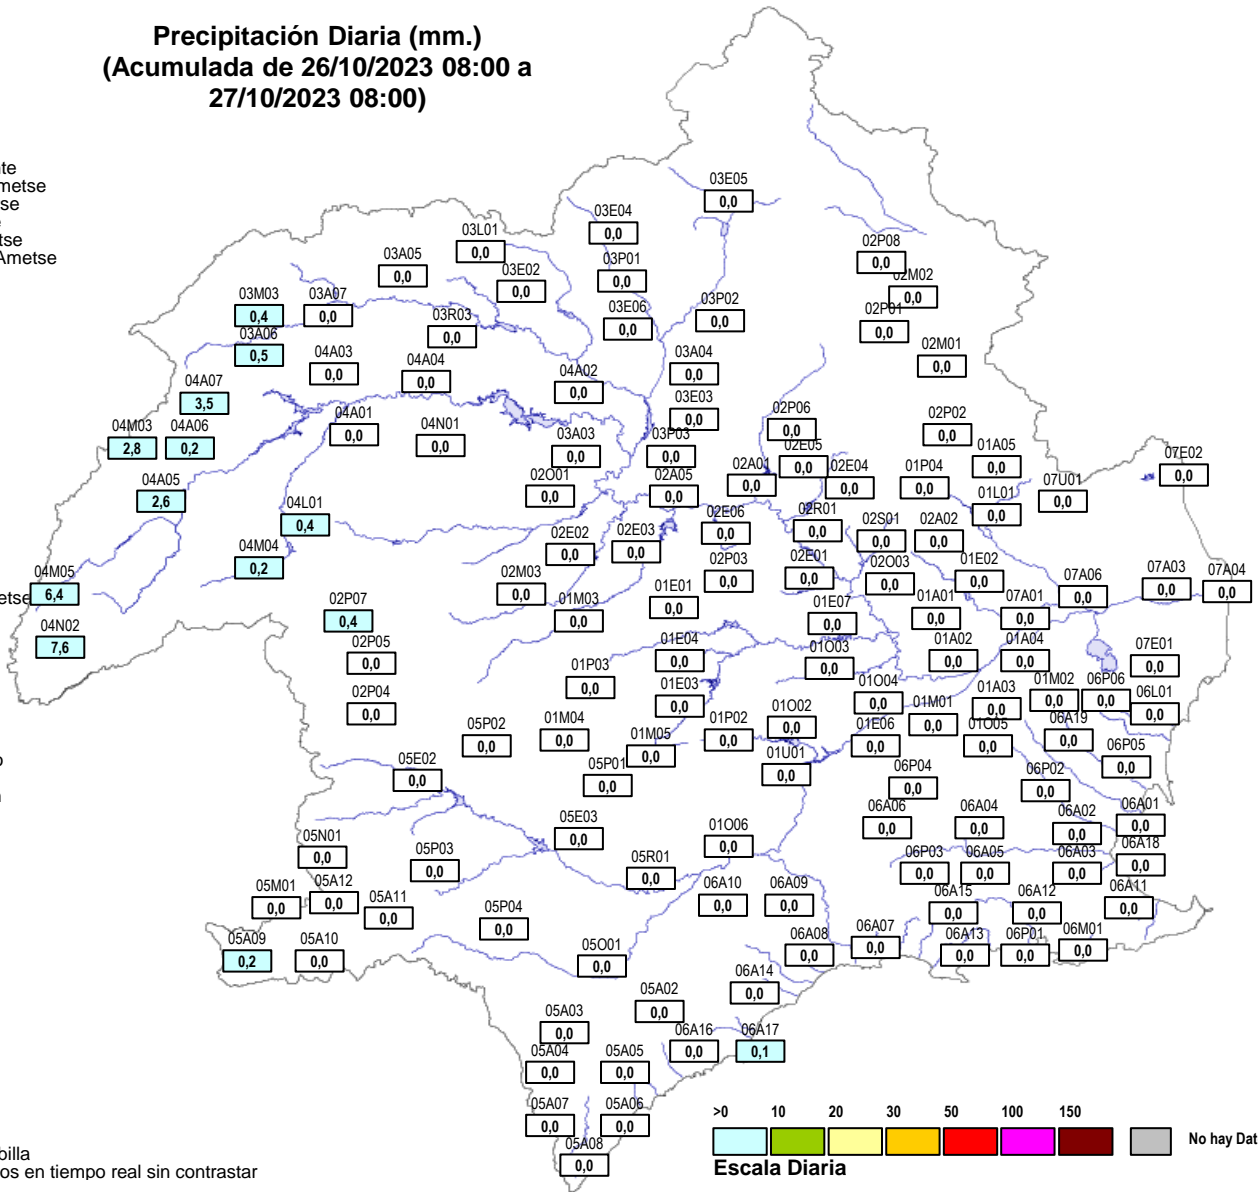 Precipitación Diaria (mm.)
(Acumulada de 26/10/2023 08:00 a
27/10/2023 08:00)
nte
metse
tse
e
tse
Ametse
03E05
0,0
03E04
0,0
03L01
0,0
03A05
0,0
03P01
0,0
03E02
0,0
02P08
0,0
02M02
0,0
03M03
0,4
03A07
0,0
03R03
0,0
03E06
0,0
03P02
0,0
02P01
0,0
03A06
0,5
04A03
0,0
04A04
0,0
04A02
0,0
03A04
0,0
02M01
0,0
04A07
3,5
03E03
0,0
04M03
2,8
04A06
0,2
04A01
0,0
04N01
0,0
03A03
0,0
03P03
0,0
02P06
0,0
02P02
0,0
02E05
0,0
01A05
0,0
07E02
0,0
04A05
2,6
02O01
0,0
02A05
0,0
02A01
0,0
02E04
0,0
01P04
0,0
07U01
0,0
04L01
0,4
01L01
0,0
02E06
0,0
02R01
0,0
02S01
0,0
02A02
0,0
04M04
0,2
02E02
0,0
02E03
0,0
02P03
0,0
02E01
0,0
02O03
0,0
01E02
0,0
04M05
6,4
etse
02M03
0,0
01M03
0,0
01E01
0,0
07A06
0,0
07A03
0,0
07A04
0,0
02P07
0,4
01E07
0,0
01A01
0,0
07A01
0,0
04N02
7,6
02P05
0,0
01E04
0,0
01O03
0,0
01A02
0,0
01A04
0,0
07E01
0,0
01P03
0,0
02P04
0,0
01E03
0,0
01O04
0,0
01A03
0,0
01M02
0,0
06P06
0,0
06L01
0,0
05P02
0,0
01M04
0,0
01M05
0,0
01P02
0,0
01O02
0,0
01E06
0,0
01M01
0,0
01O05
0,0
06A19
0,0
o
05E02
0,0
05P01
0,0
01U01
0,0
06P04
0,0
06P02
0,0
06P05
0,0
05E03
0,0
01O06
0,0
06A06
0,0
06A04
0,0
06A02
0,0
06A01
0,0
05N01
0,0
05P03
0,0
05R01
0,0
06P03
0,0
06A05
0,0
06A03
0,0
06A18
0,0
05M01
0,0
05A12
0,0
05A11
0,0
06A10
0,0
06A09
0,0
06A15
0,0
06A12
0,0
06A11
0,0
05A09
0,2
05A10
0,0
05P04
0,0
05O01
0,0
06A08
0,0
06A07
0,0
06A13
0,0
06P01
0,0
06M01
0,0
06A14
0,0
05A02
0,0
05A03
0,0
06A16
0,0
06A17
0,1
05A04
0,0
05A05
0,0
05A07
0,0
05A06
0,0
05A08
0,0
>0 10 20 30 50 100 150
No hay Dat
Escala Diaria
billa
os en tiempo real sin contrastar